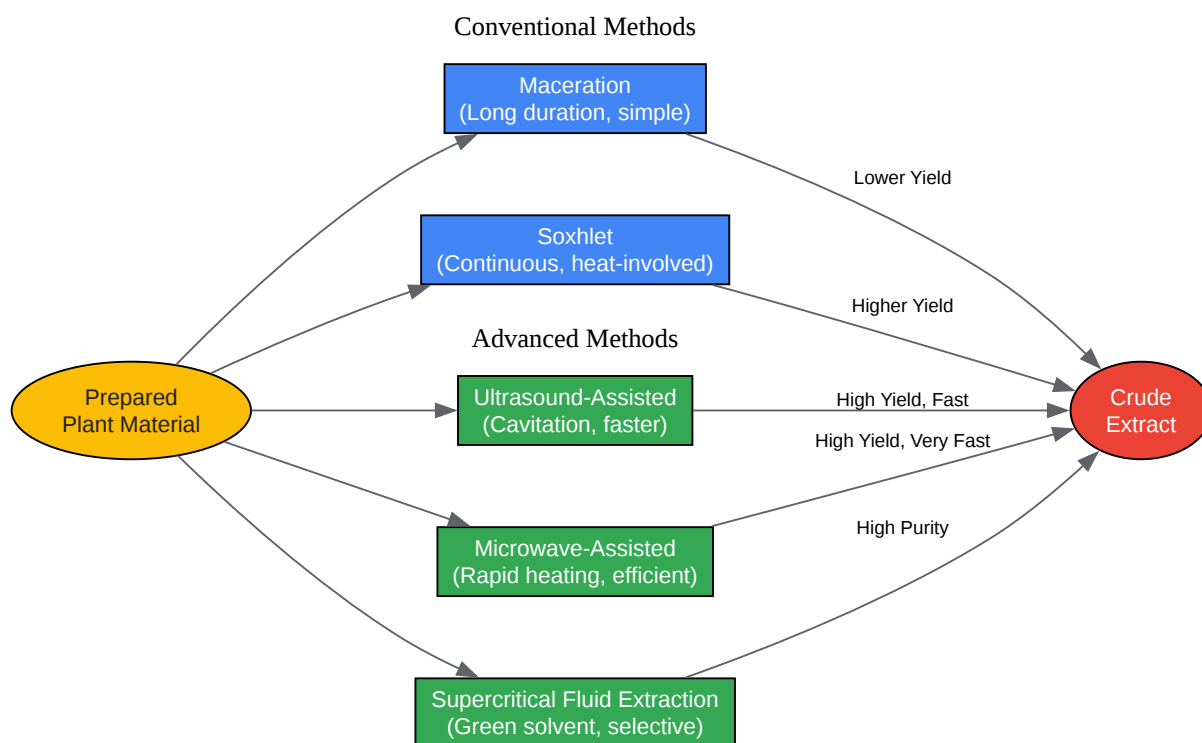 Conventional Methods
Maceration
(Long duration, simple)
Lower Yield
Soxhlet
(Continuous, heat-involved)
Higher Yield
Advanced Methods
Prepared
Plant Material
Ultrasound-Assisted
(Cavitation, faster)
High Yield, Fast
Crude
Extract
High Yield, Very Fast
Microwave-Assisted
(Rapid heating, efficient)
High Purity
Supercritical Fluid Extraction
(Green solvent, selective)